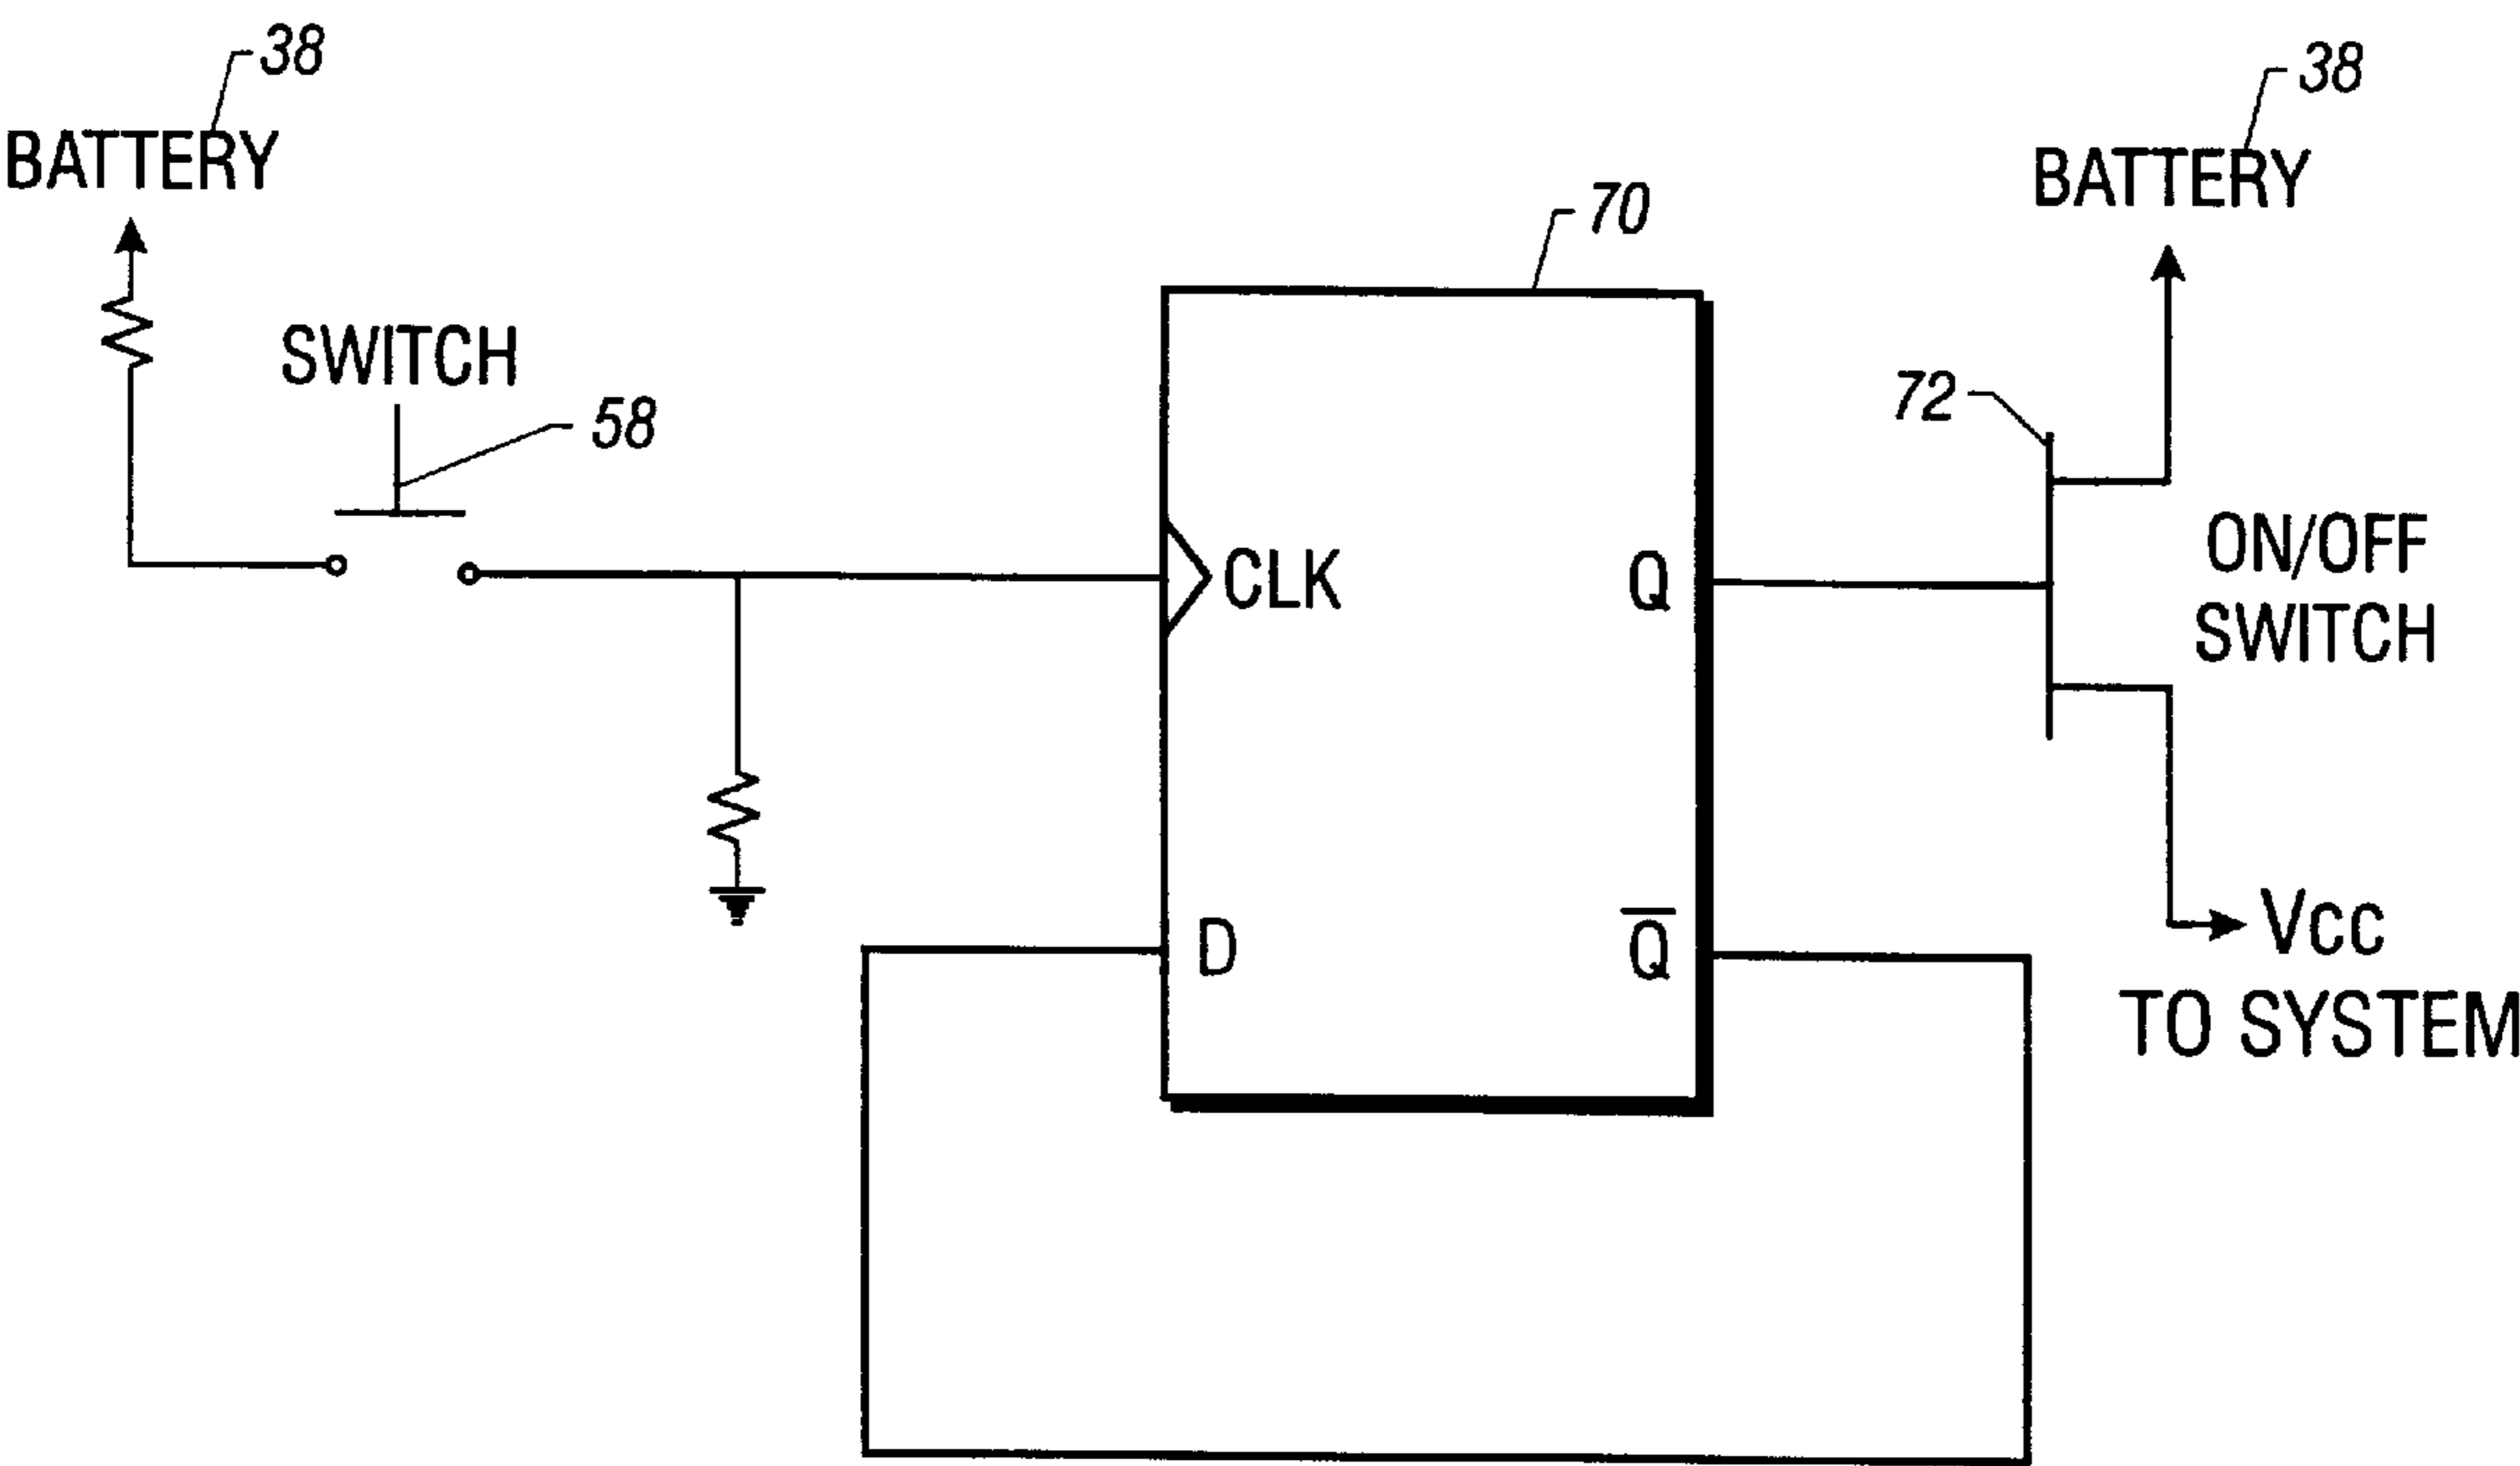 38
BATTERY
38
BATTERY
70
SWITCH
58
72
ON/OFF
SWITCH
CLK
Q
D
Q̅
Vcc
TO SYSTEM